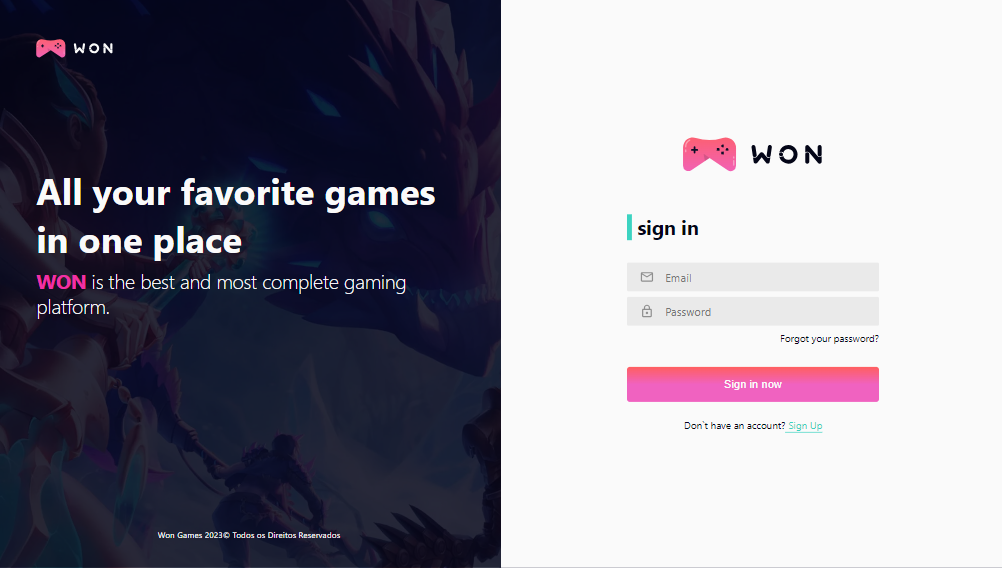 WON
All your favorite games
in one place
WON is the best and most complete gaming
platform.
Won Games 2023© Todos os Direitos Reservados
WON
sign in
Email
Password
Forgot your password?
Sign in now
Don`t have an account? Sign Up